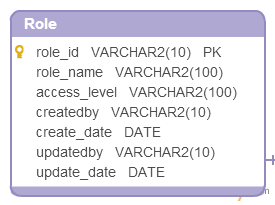 Role
role_id VARCHAR2(10) PK
role_name VARCHAR2(100)
access_level VARCHAR2(100)
createdby VARCHAR2(10)
create_date DATE
updatedby VARCHAR2(10)
update_date DATE